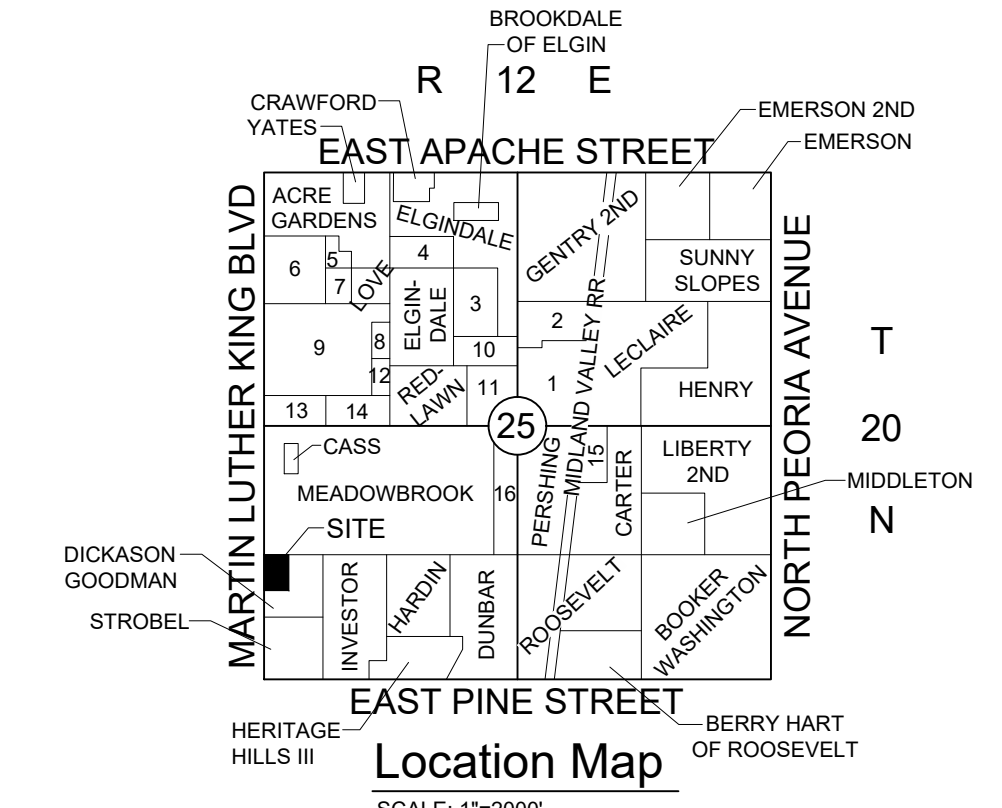 BROOKDALE
OF ELGIN
R 12 E
CRAWFORD
YATES
EMERSON 2ND
EMERSON
EAST APACHE STREET
MARTIN LUTHER KING BLVD
NORTH PEORIA AVENUE
T
20
N
ACRE
GARDENS
ELGINDALE
GENTRY 2ND
SUNNY
SLOPES
6
5
7
LOVE
4
3
ELGIN-
DALE
2
MIDLAND VALLEY RR
LECLAIRE
9
8
10
12
RED-
LAWN
11
1
HENRY
13
14
25
CASS
MEADOWBROOK
16
PERSHING
15
CARTER
LIBERTY
2ND
MIDDLETON
SITE
DICKASON
GOODMAN
STROBEL
INVESTOR
HARDIN
DUNBAR
ROOSEVELT
BOOKER
WASHINGTON
EAST PINE STREET
HERITAGE
HILLS III
BERRY HART
OF ROOSEVELT
Location Map
SCALE: 1"=2000'